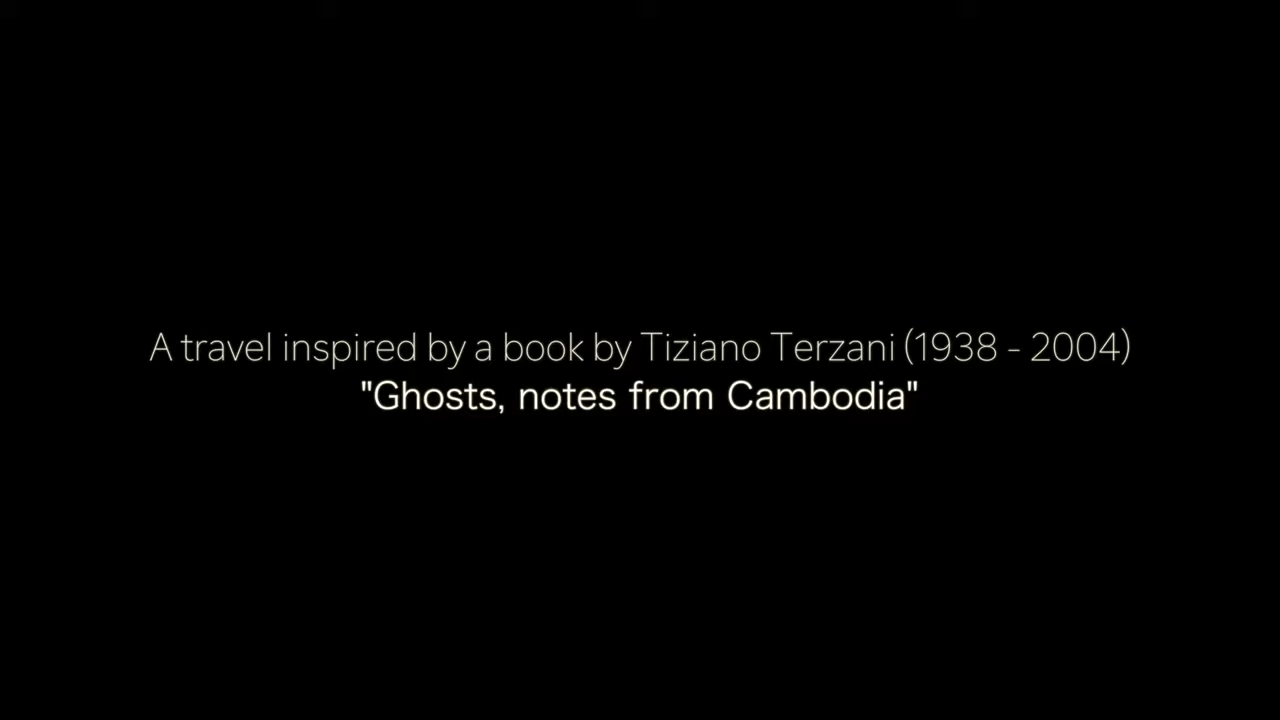 A travel inspired by a book by Tiziano Terzani (1938 - 2004)
"Ghosts, notes from Cambodia"